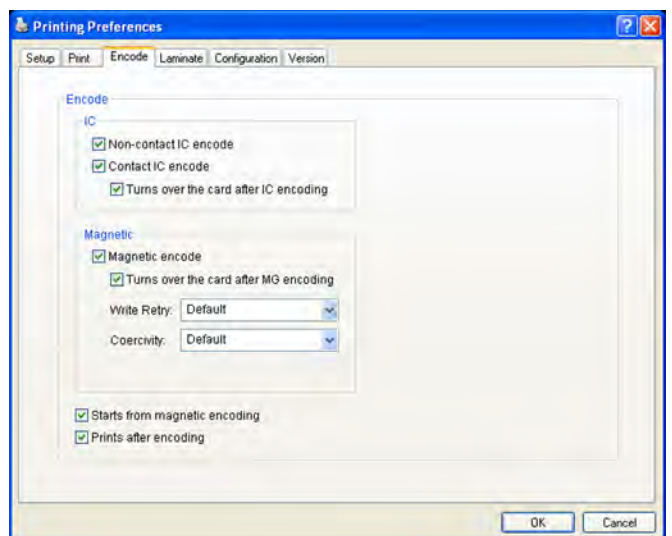 Printing Preferences
Setup Print Encode Laminate Configuration Version
Encode
IC
Non-contact IC encode
Contact IC encode
Turns over the card after IC encoding
Magnetic
Magnetic encode
Turns over the card after MG encoding
Write Retry: Default
Coercivity: Default
Starts from magnetic encoding
Prints after encoding
OK Cancel